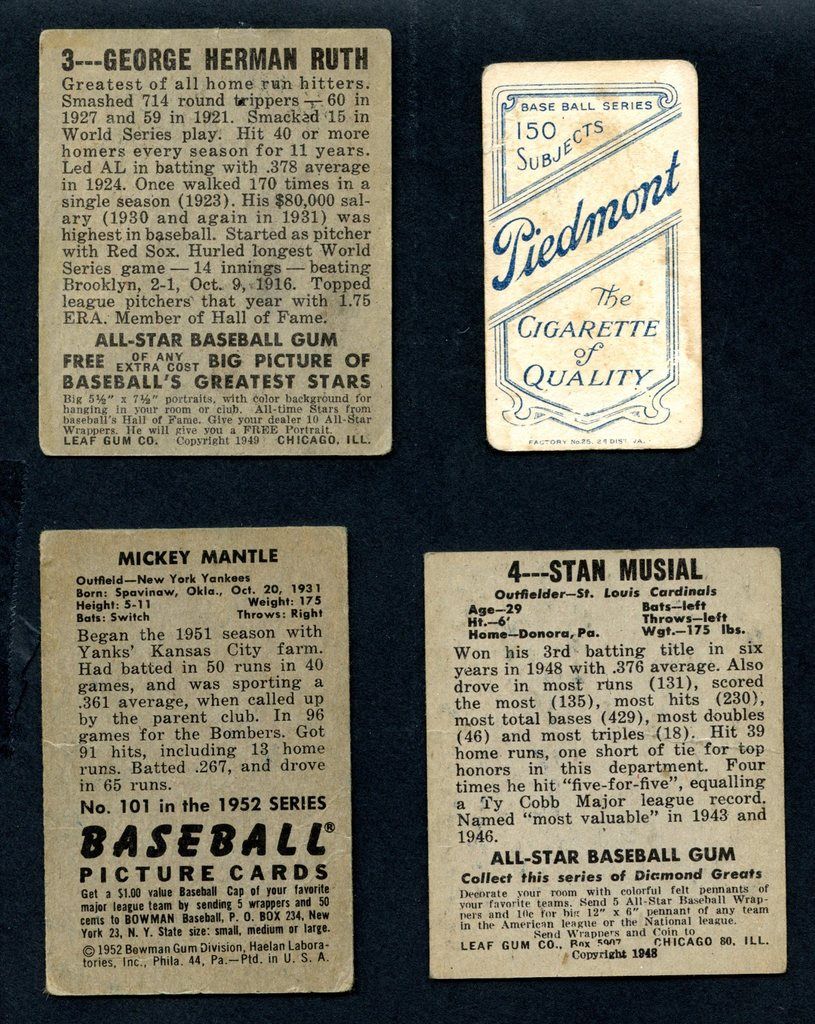 3---GEORGE HERMAN RUTH
Greatest of all home run hitters.
Smashed 714 round trippers — 60 in
1927 and 59 in 1921. Smacked 15 in
World Series play. Hit 40 or more
homers every season for 11 years.
Led AL in batting with .378 average
in 1924. Once walked 170 times in a
single season (1923). His $80,000 sal-
ary (1930 and again in 1931) was
highest in baseball. Started as pitcher
with Red Sox. Hurled longest World
Series game — 14 innings — beating
Brooklyn, 2-1, Oct. 9, 1916. Topped
league pitchers that year with 1.75
ERA. Member of Hall of Fame.
ALL-STAR BASEBALL GUM
FREE OF ANY EXTRA COST BIG PICTURE OF
BASEBALL'S GREATEST STARS
Big 5½" x 7½" portraits, with color background for
hanging in your room or club. All-time Stars from
baseball's Hall of Fame. Give your dealer 10 All-Star
Wrappers. He will give you a FREE Portrait.
LEAF GUM CO. Copyright 1949 CHICAGO, ILL.
BASE BALL SERIES
150
SUBJECTS
Piedmont
The
CIGARETTE
of
QUALITY
FACTORY No. 25. 2d DIST. VA.
MICKEY MANTLE
Outfield—New York Yankees
Born: Spavinaw, Okla., Oct. 20, 1931
Height: 5-11 Weight: 175
Bats: Switch Throws: Right
Began the 1951 season with
Yanks' Kansas City farm.
Had batted in 50 runs in 40
games, and was sporting a
.361 average, when called up
by the parent club. In 96
games for the Bombers. Got
91 hits, including 13 home
runs. Batted .267, and drove
in 65 runs.
No. 101 in the 1952 SERIES
BASEBALL®
PICTURE CARDS
Get a $1.00 value Baseball Cap of your favorite
major league team by sending 5 wrappers and 50
cents to BOWMAN Baseball, P. O. BOX 234, New
York 23, N. Y. State size: small, medium or large.
© 1952 Bowman Gum Division, Haelan Labora-
tories, Inc., Phila. 44, Pa.—Ptd. in U. S. A.
4---STAN MUSIAL
Outfielder—St. Louis Cardinals
Age—29 Bats—left
Ht.—6' Throws—left
Home—Donora, Pa. Wgt.—175 lbs.
Won his 3rd batting title in six
years in 1948 with .376 average. Also
drove in most runs (131), scored
the most (135), most hits (230),
most total bases (429), most doubles
(46) and most triples (18). Hit 39
home runs, one short of tie for top
honors in this department. Four
times he hit "five-for-five", equalling
a Ty Cobb Major league record.
Named "most valuable" in 1943 and
1946.
ALL-STAR BASEBALL GUM
Collect this series of Diamond Greats
Decorate your room with colorful felt pennants of
your favorite teams. Send 5 All-Star Baseball Wrap-
pers and 10c for big 12" x 6" pennant of any team
in the American league or the National league.
Send Wrappers and Coin to
LEAF GUM CO., Box 5907 CHICAGO 80, ILL.
Copyright 1948